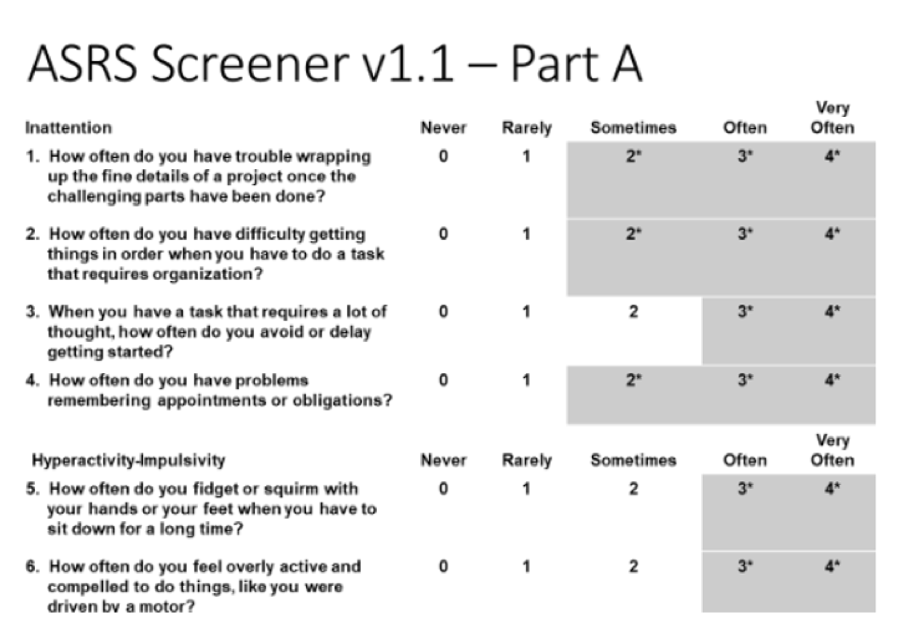 ASRS Screener v1.1 – Part A
Very
Inattention Never Rarely Sometimes Often Often
1. How often do you have trouble wrapping 0 1 2* 3* 4*
up the fine details of a project once the
challenging parts have been done?
2. How often do you have difficulty getting 0 1 2* 3* 4*
things in order when you have to do a task
that requires organization?
3. When you have a task that requires a lot of 0 1 2 3* 4*
thought, how often do you avoid or delay
getting started?
4. How often do you have problems 0 1 2* 3* 4*
remembering appointments or obligations?
Very
Hyperactivity-Impulsivity Never Rarely Sometimes Often Often
5. How often do you fidget or squirm with 0 1 2 3* 4*
your hands or your feet when you have to
sit down for a long time?
6. How often do you feel overly active and 0 1 2 3* 4*
compelled to do things, like you were
driven by a motor?